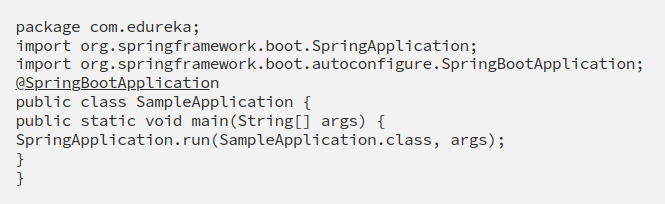 package com.edureka;
import org.springframework.boot.SpringApplication;
import org.springframework.boot.autoconfigure.SpringBootApplication;
@SpringBootApplication
public class SampleApplication {
public static void main(String[] args) {
SpringApplication.run(SampleApplication.class, args);
}
}